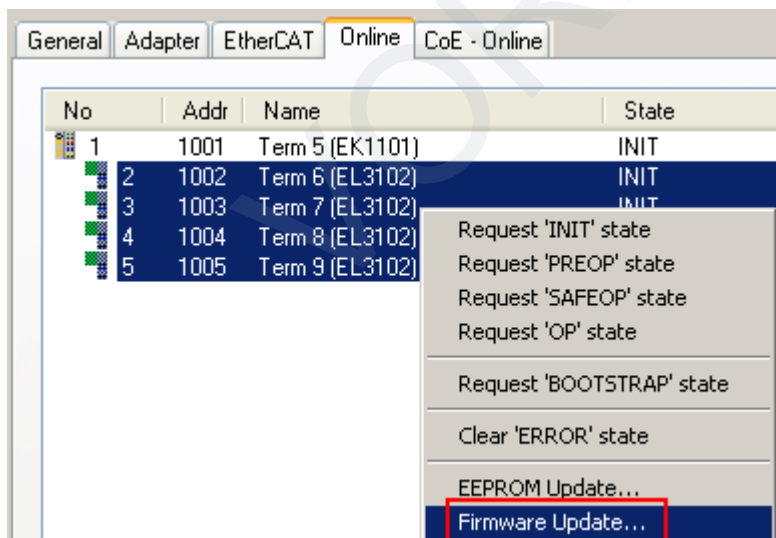 General Adapter EtherCAT Online CoE - Online
No Addr Name State
1 1001 Term 5 (EK1101) INIT
2 1002 Term 6 (EL3102) INIT
3 1003 Term 7 (EL3102) INIT
4 1004 Term 8 (EL3102)
5 1005 Term 9 (EL3102)
Request 'INIT' state
Request 'PREOP' state
Request 'SAFEOP' state
Request 'OP' state
Request 'BOOTSTRAP' state
Clear 'ERROR' state
EEPROM Update...
Firmware Update...